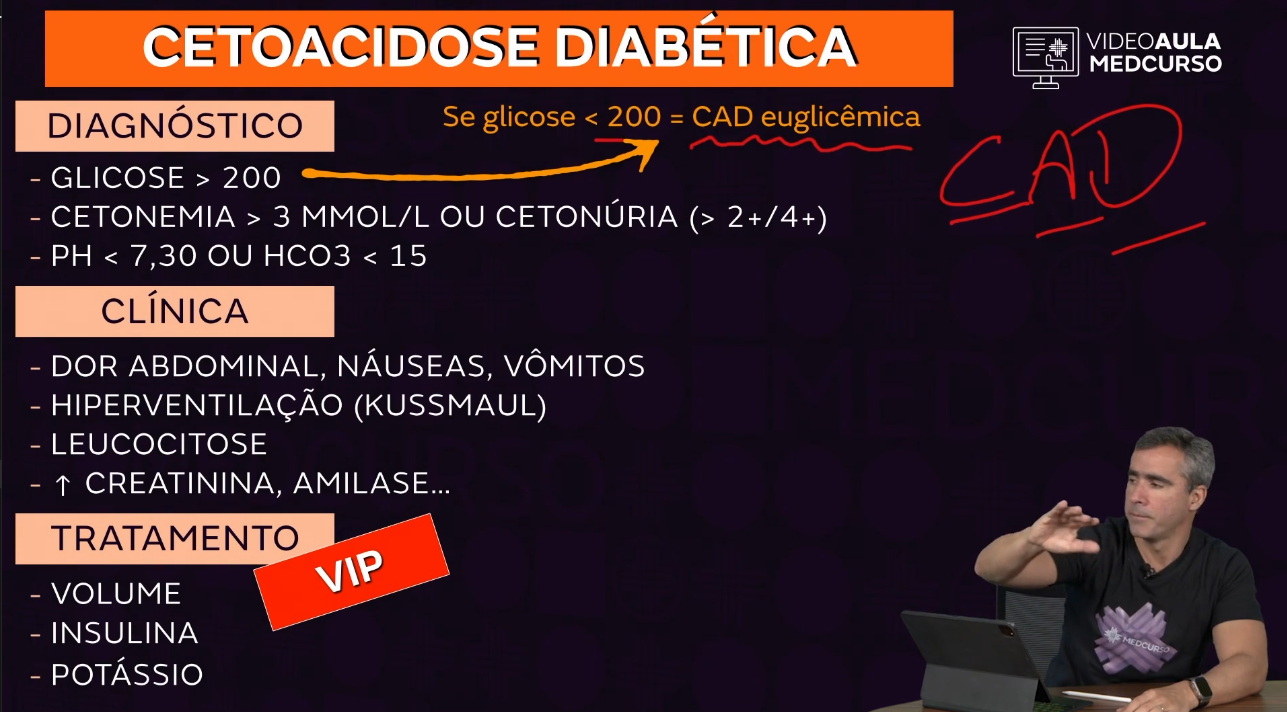 CETOACIDOSE DIABÉTICA
VIDEOAULA
MEDCURSO
DIAGNÓSTICO
Se glicose < 200 = CAD euglicêmica
CAD
- GLICOSE > 200
- CETONEMIA > 3 MMOL/L OU CETONÚRIA (> 2+/4+)
- PH < 7,30 OU HCO3 < 15
CLÍNICA
- DOR ABDOMINAL, NÁUSEAS, VÔMITOS
- HIPERVENTILAÇÃO (KUSSMAUL)
- LEUCOCITOSE
- ↑ CREATININA, AMILASE...
TRATAMENTO
VIP
- VOLUME
- INSULINA
- POTÁSSIO
MEDCURSO